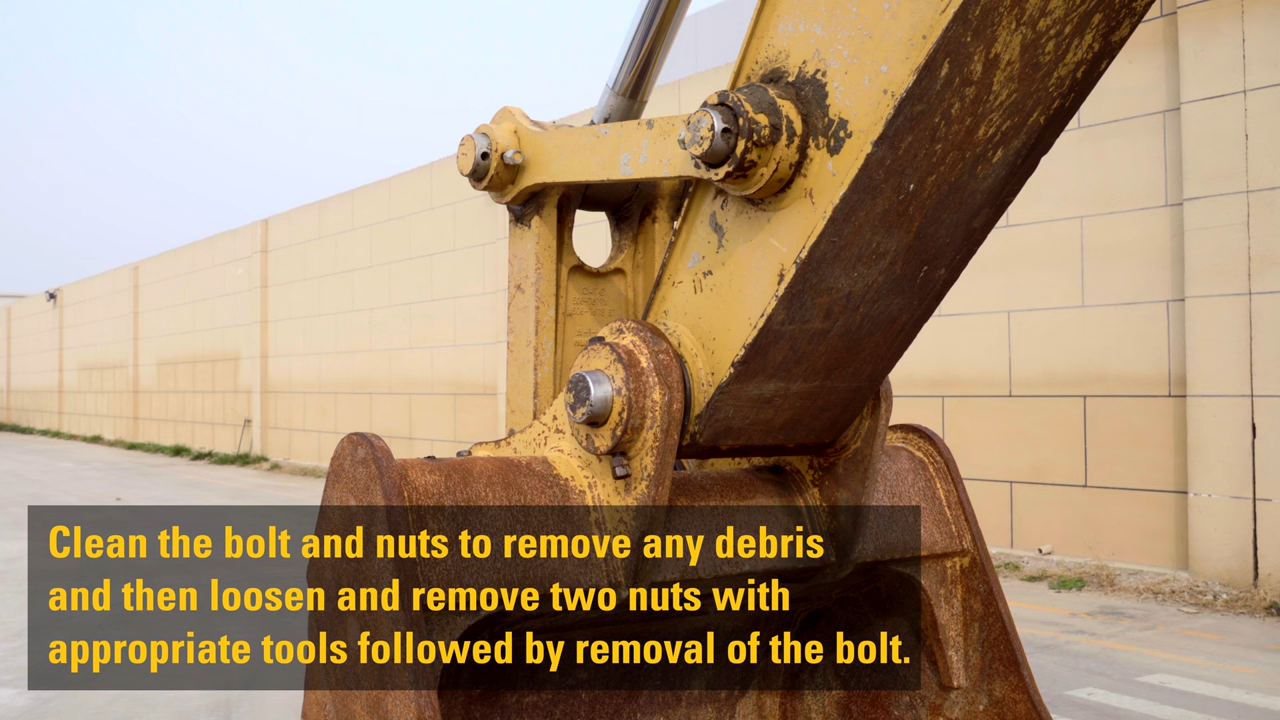 Clean the bolt and nuts to remove any debris
and then loosen and remove two nuts with
appropriate tools followed by removal of the bolt.